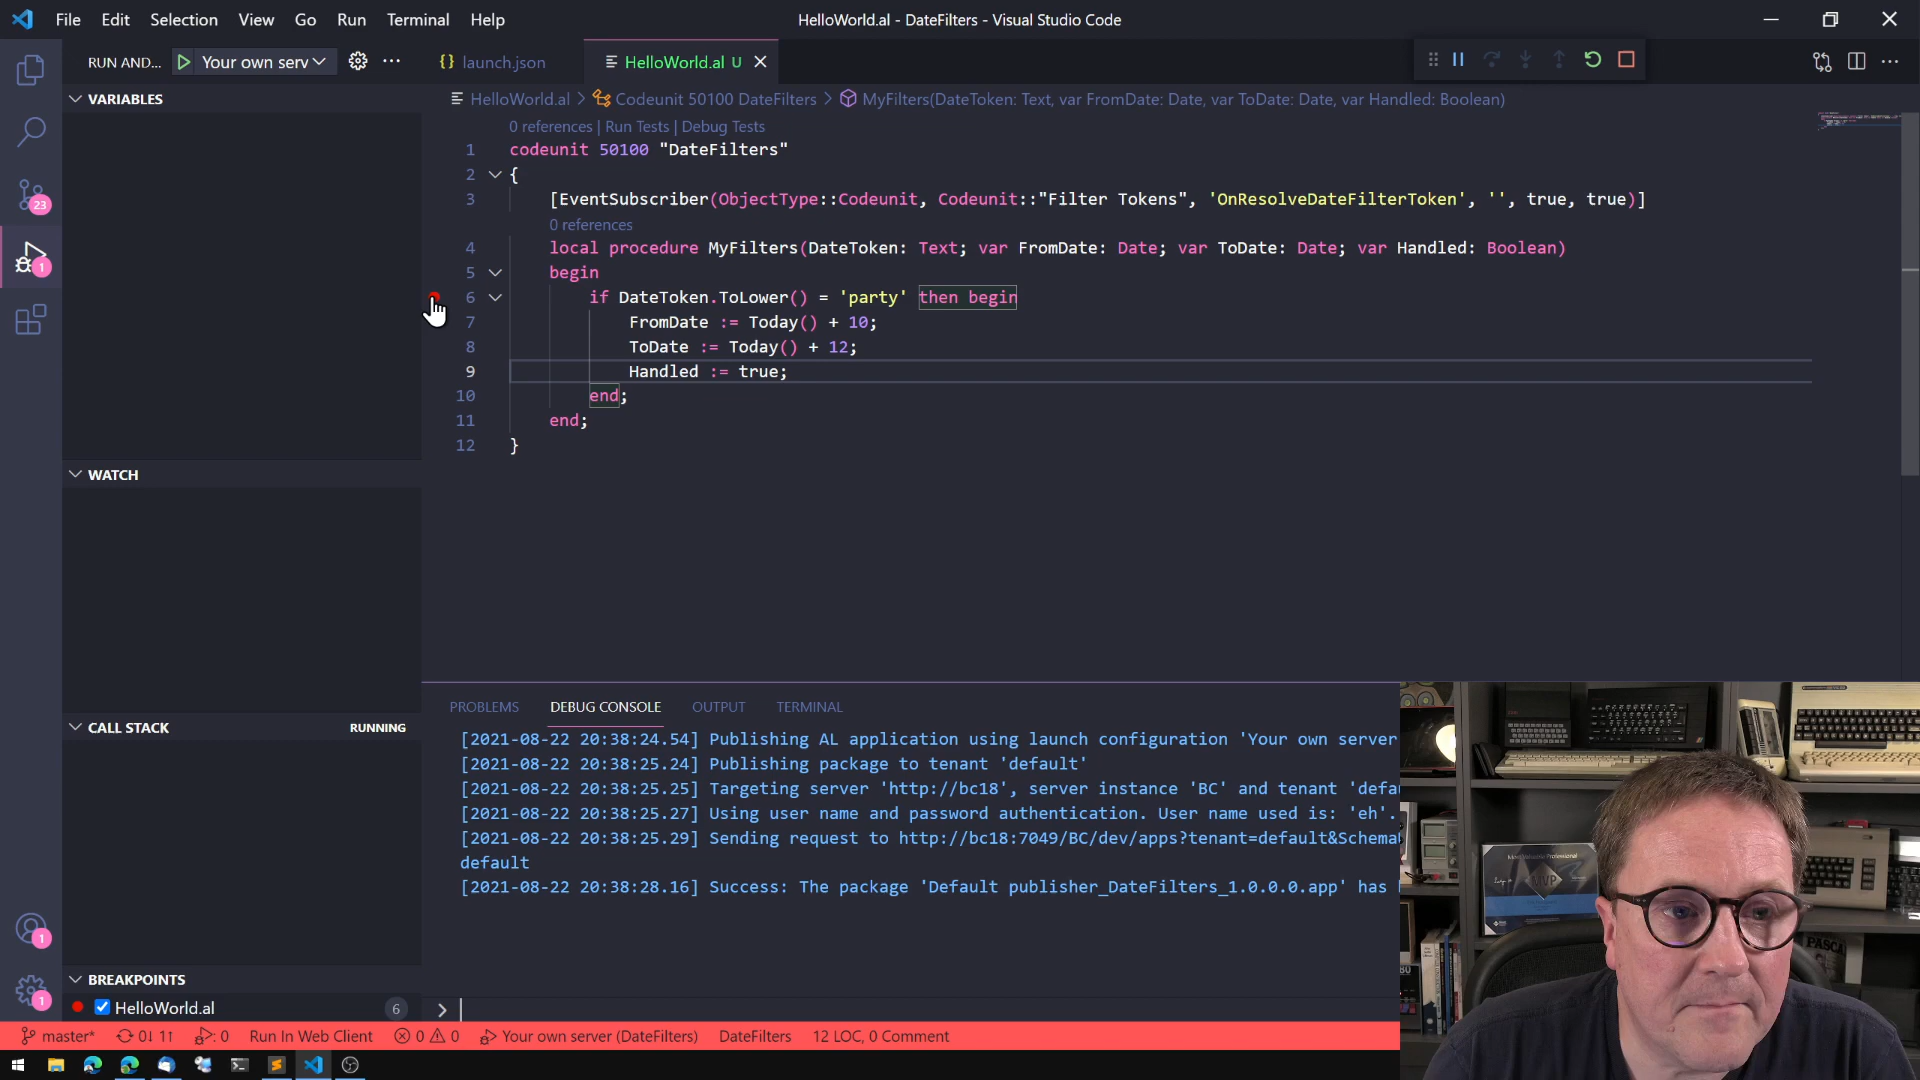 File Edit Selection View Go Run Terminal Help
HelloWorld.al - DateFilters - Visual Studio Code
RUN AND... Your own serv
launch.json
HelloWorld.al U
VARIABLES
HelloWorld.al > Codeunit 50100 DateFilters > MyFilters(DateToken: Text, var FromDate: Date, var ToDate: Date, var Handled: Boolean)
0 references | Run Tests | Debug Tests
1 codeunit 50100 "DateFilters"
2 {
3 [EventSubscriber(ObjectType::Codeunit, Codeunit::"Filter Tokens", 'OnResolveDateFilterToken', '', true, true)]
0 references
4 local procedure MyFilters(DateToken: Text; var FromDate: Date; var ToDate: Date; var Handled: Boolean)
5 begin
6 if DateToken.ToLower() = 'party' then begin
7 FromDate := Today() + 10;
8 ToDate := Today() + 12;
9 Handled := true;
10 end;
11 end;
12 }
23
1
WATCH
CALL STACK RUNNING
PROBLEMS DEBUG CONSOLE OUTPUT TERMINAL
[2021-08-22 20:38:24.54] Publishing AL application using launch configuration 'Your own server
[2021-08-22 20:38:25.24] Publishing package to tenant 'default'
[2021-08-22 20:38:25.25] Targeting server 'http://bc18', server instance 'BC' and tenant 'defa
[2021-08-22 20:38:25.27] Using user name and password authentication. User name used is: 'eh'.
[2021-08-22 20:38:25.29] Sending request to http://bc18:7049/BC/dev/apps?tenant=default&Schema
default
[2021-08-22 20:38:28.16] Success: The package 'Default publisher_DateFilters_1.0.0.0.app' has
1
1
BREAKPOINTS
HelloWorld.al 6
master* 0↓ 1↑ : 0 Run In Web Client 0 0 Your own server (DateFilters) DateFilters 12 LOC, 0 Comment
MVP
PASCA